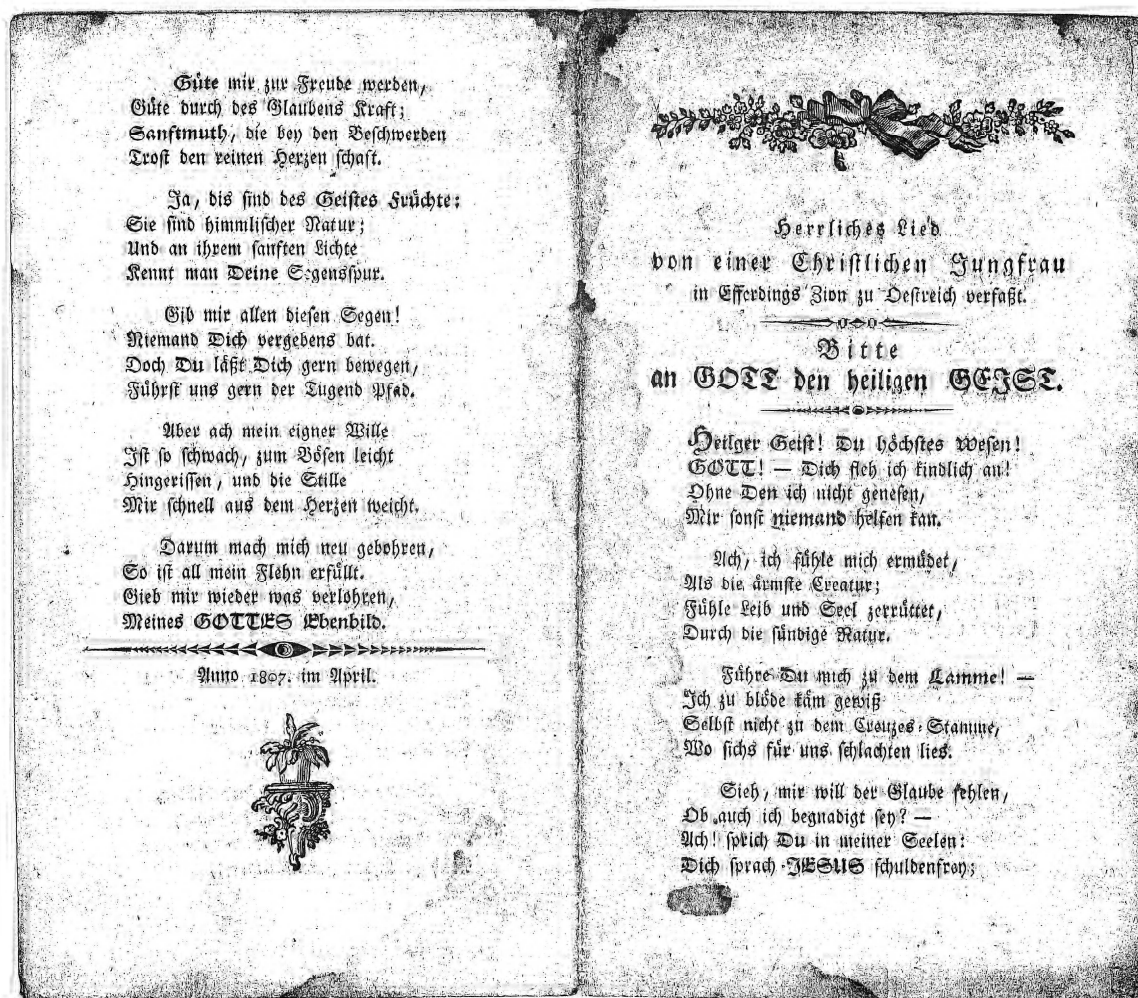 Güte mir zur Freude werden,
Güte durch des Glaubens Kraft;
Sanftmuth, die bey den Beschwerden
Trost den reinen Herzen schaft.
Ja, dis sind des Geistes Früchte:
Sie sind himmlischer Natur;
Und an ihrem sanften Lichte
Kennt man Deine Segensspur.
Gib mir allen diesen Segen!
Niemand Dich vergebens bat.
Doch Du läßt Dich gern bewegen,
Führst uns gern der Tugend Pfad.
Aber ach mein eigner Wille
Ist so schwach, zum Bösen leicht
Hingerissen, und die Stille
Mir schnell aus dem Herzen weicht.
Darum mach mich neu gebohren,
So ist all mein Flehn erfüllt.
Gieb mir wieder was verlohren,
Meines GOTTES Ebenbild.
Anno 1807. im April.
Herrliches Lied
von einer Christlichen Jungfrau
in Efferdings Zion zu Oestreich verfaßt.
Bitte
an GOTT den heiligen GEIST.
Heilger Geist! Du höchstes Wesen!
GOTT! — Dich fleh ich kindlich an!
Ohne Den ich nicht genesen,
Mir sonst niemand helfen kan.
Ach, ich fühle mich ermüdet,
Als die ärmste Creatur;
Fühle Leib und Seel zerrüttet,
Durch die sündige Natur.
Führe Du mich zu dem Lamme! —
Ich zu blöde käm gewiß
Selbst nicht zu dem Creuzes-Stamme,
Wo sichs für uns schlachten lies.
Sieh, mir will der Glaube fehlen,
Ob auch ich begnadigt sey? —
Ach! sprich Du in meiner Seelen:
Dich sprach JESUS schuldenfrey;